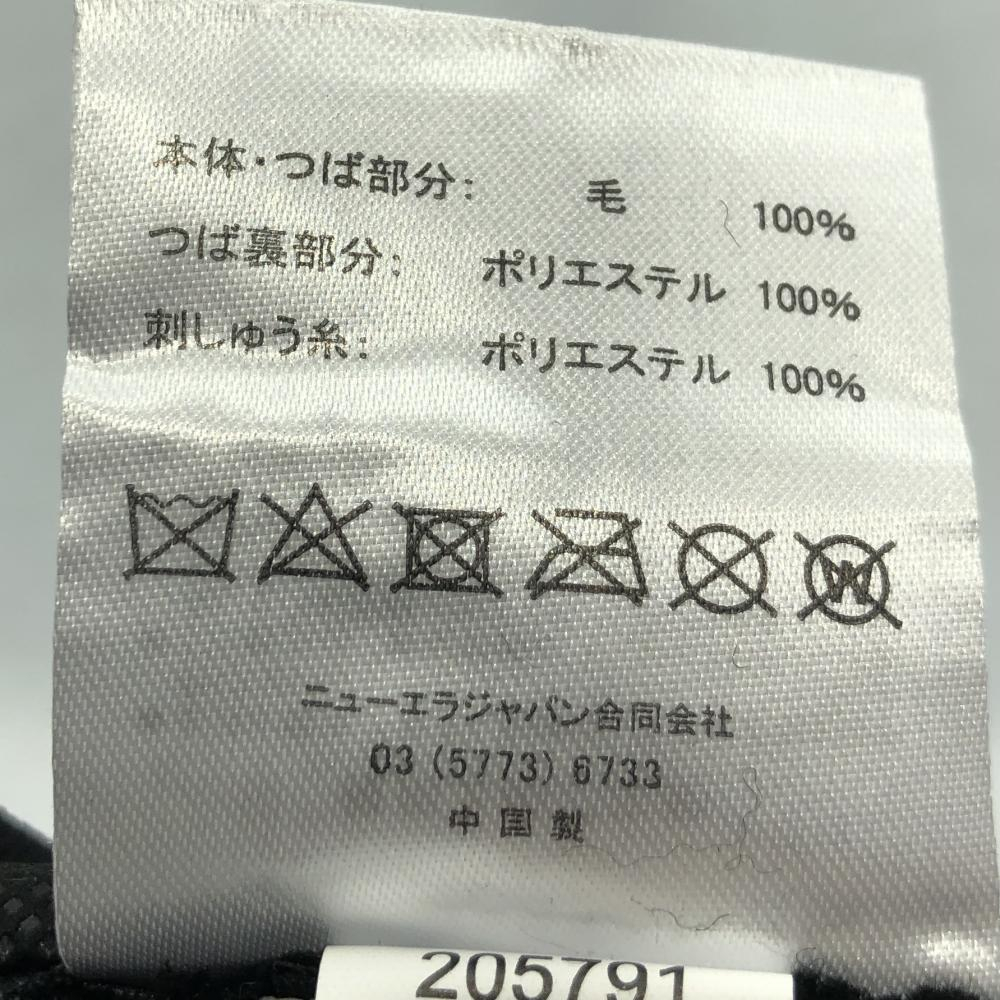 本体・つば部分: 毛 100%
つば裏部分: ポリエステル 100%
刺しゅう糸: ポリエステル 100%
W
ニューエラジャパン合同会社
03 (5773) 6733
中国製
205791